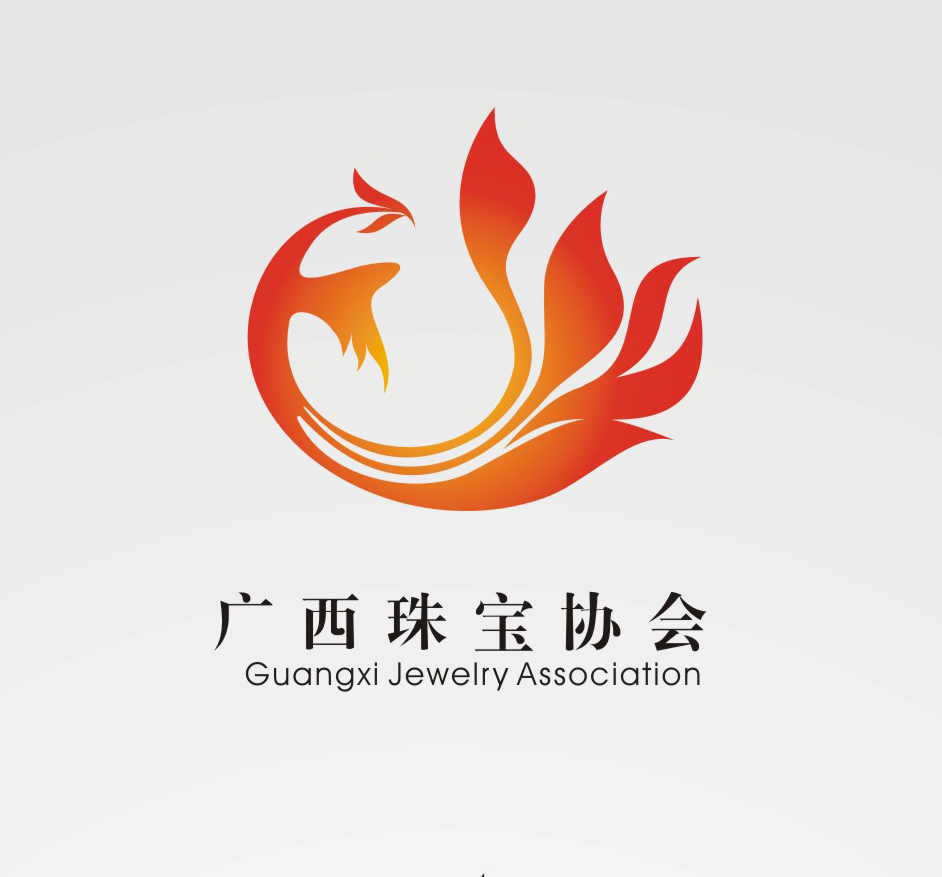 广西珠宝协会
Guangxi Jewelry Association